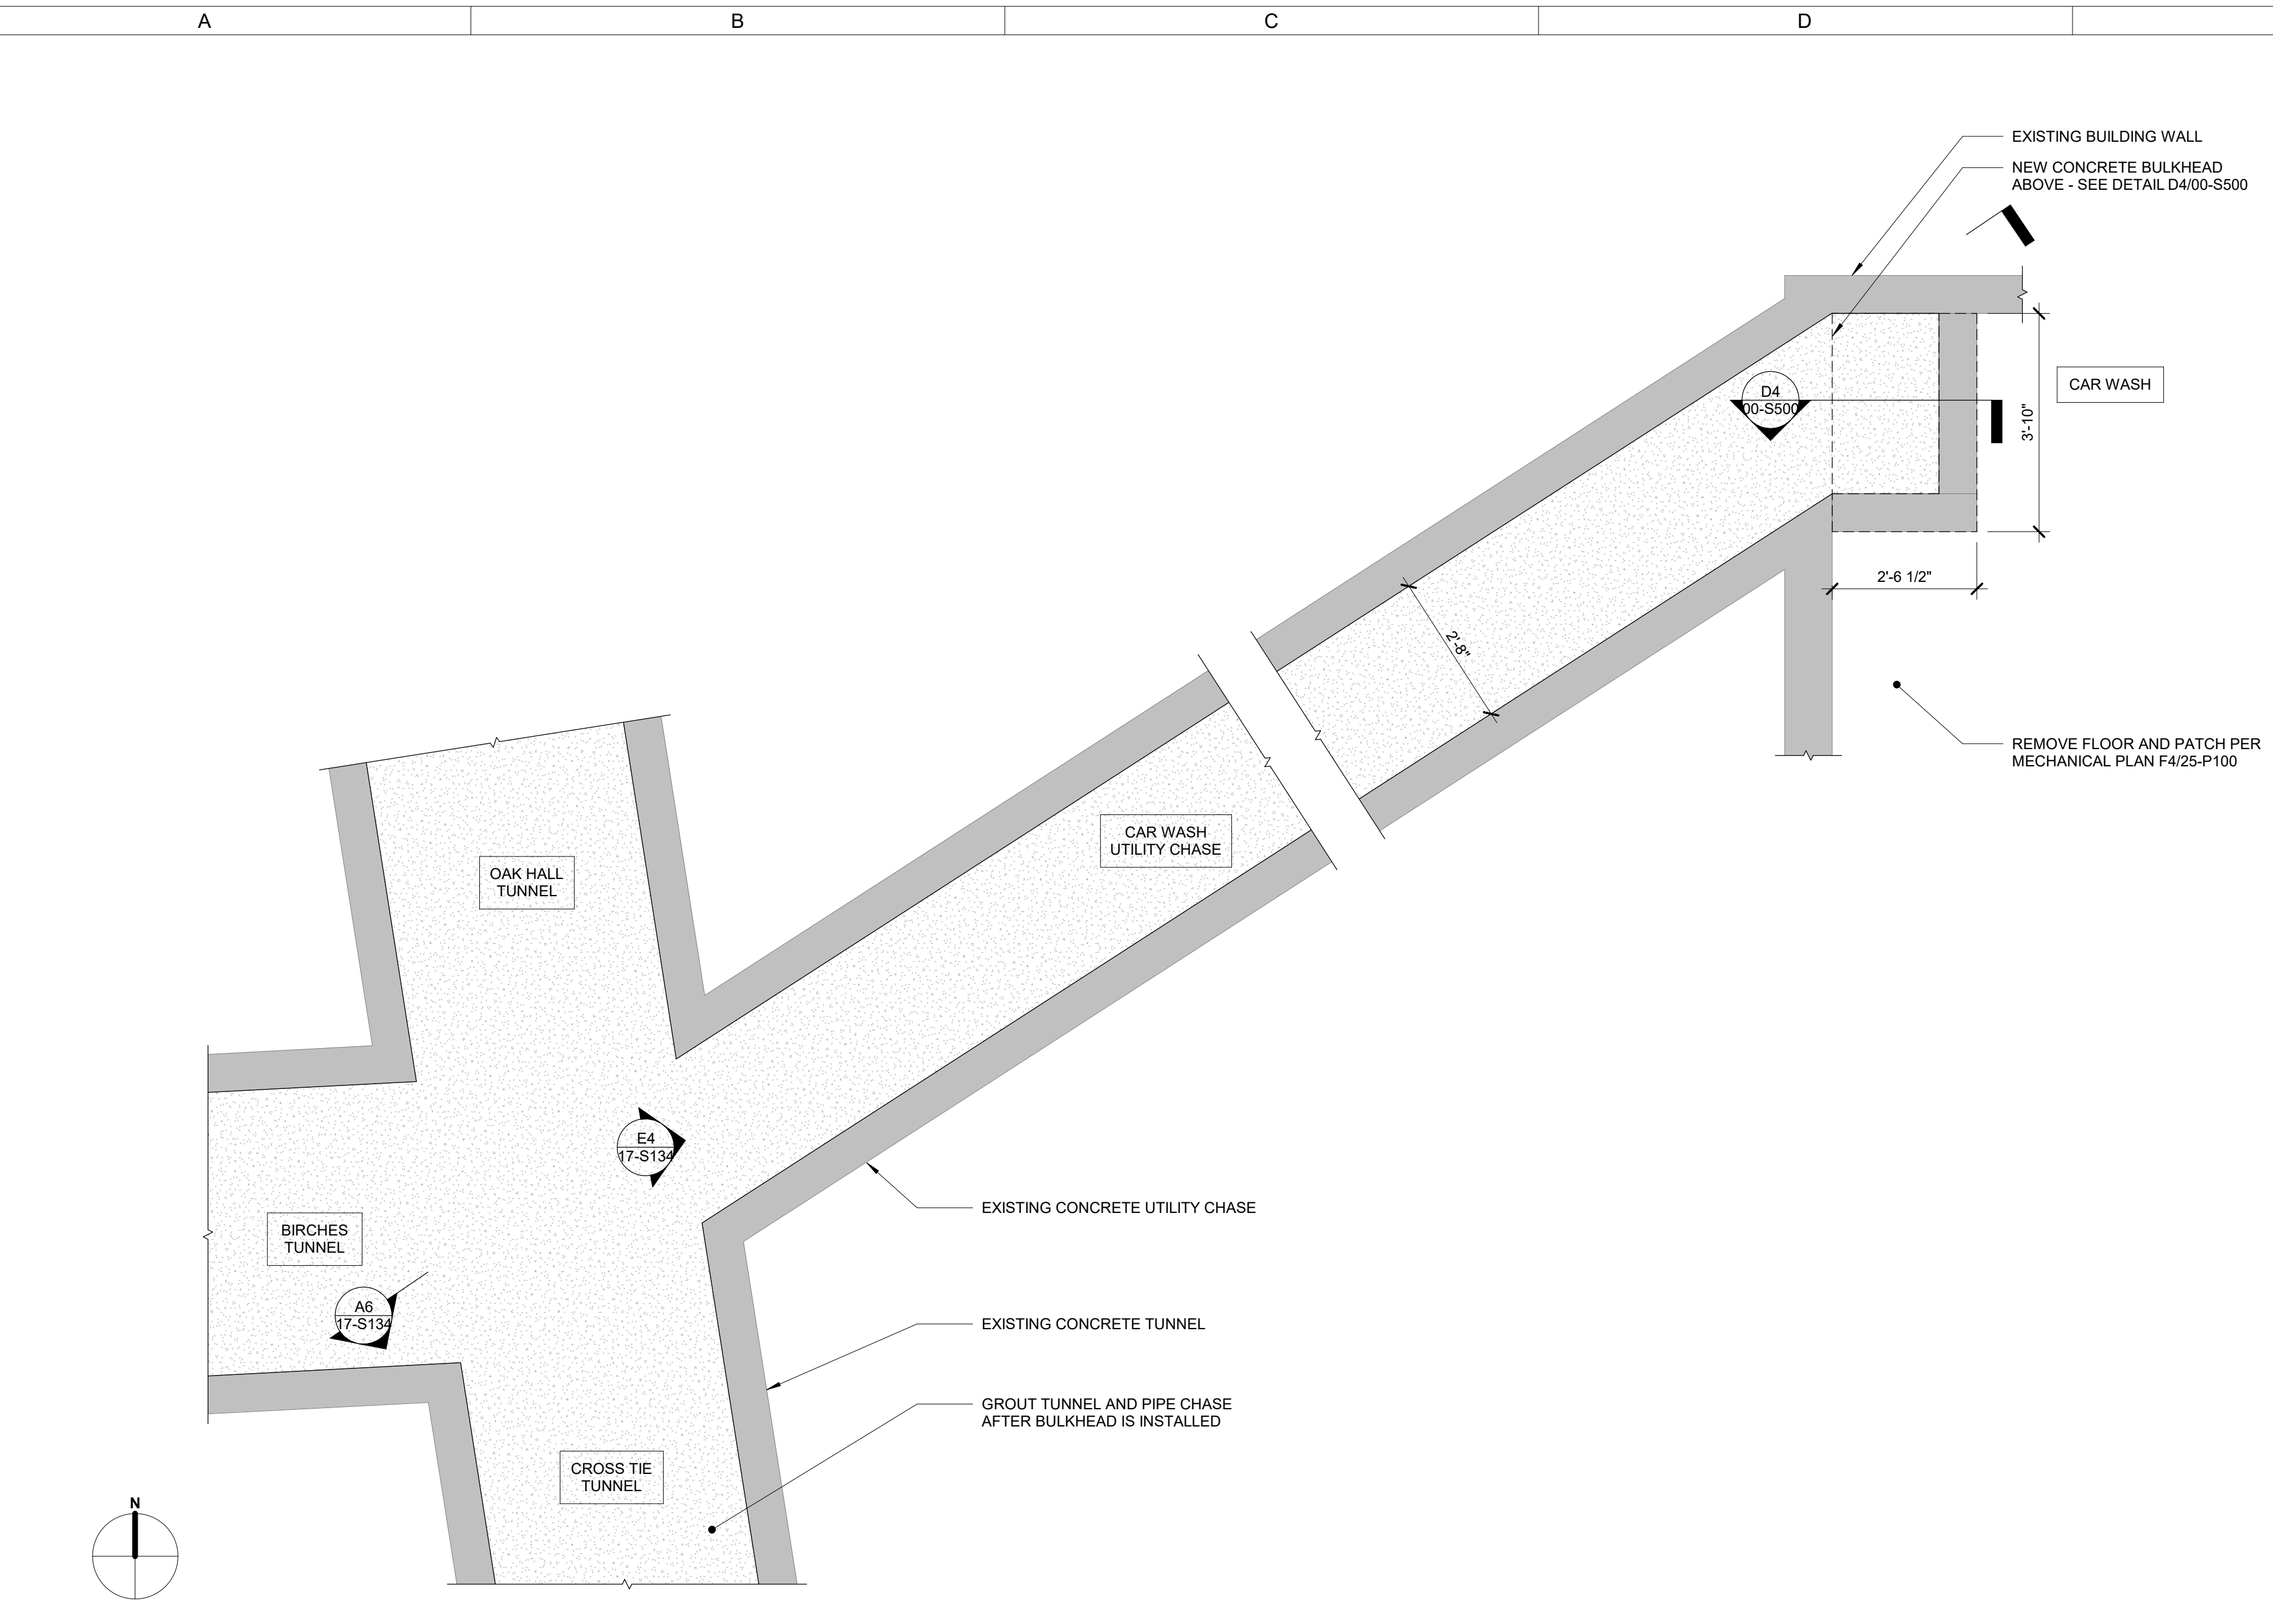 A
B
C
D
EXISTING BUILDING WALL
NEW CONCRETE BULKHEAD
ABOVE - SEE DETAIL D4/00-S500
CAR WASH
D4
00-S500
3'-10"
2'-6 1/2"
2'-8"
REMOVE FLOOR AND PATCH PER
MECHANICAL PLAN F4/25-P100
CAR WASH
UTILITY CHASE
OAK HALL
TUNNEL
E4
17-S134
EXISTING CONCRETE UTILITY CHASE
BIRCHES
TUNNEL
A6
17-S134
EXISTING CONCRETE TUNNEL
GROUT TUNNEL AND PIPE CHASE
AFTER BULKHEAD IS INSTALLED
CROSS TIE
TUNNEL
N